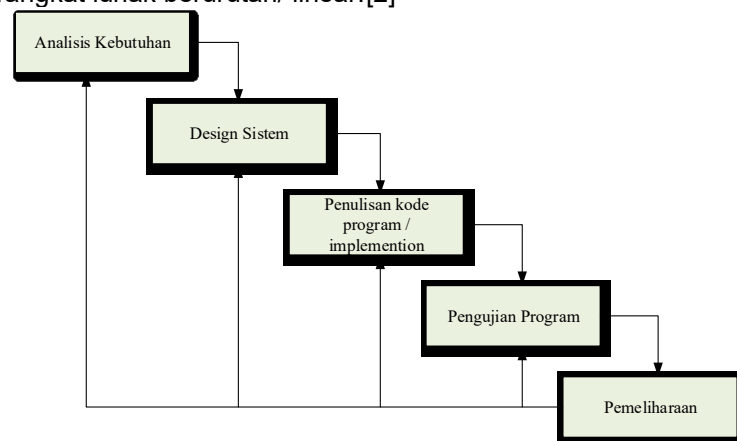 Analisis Kebutuhan
Design Sistem
Penulisan kode
program /
implemention
Pengujian Program
Pemeliharaan